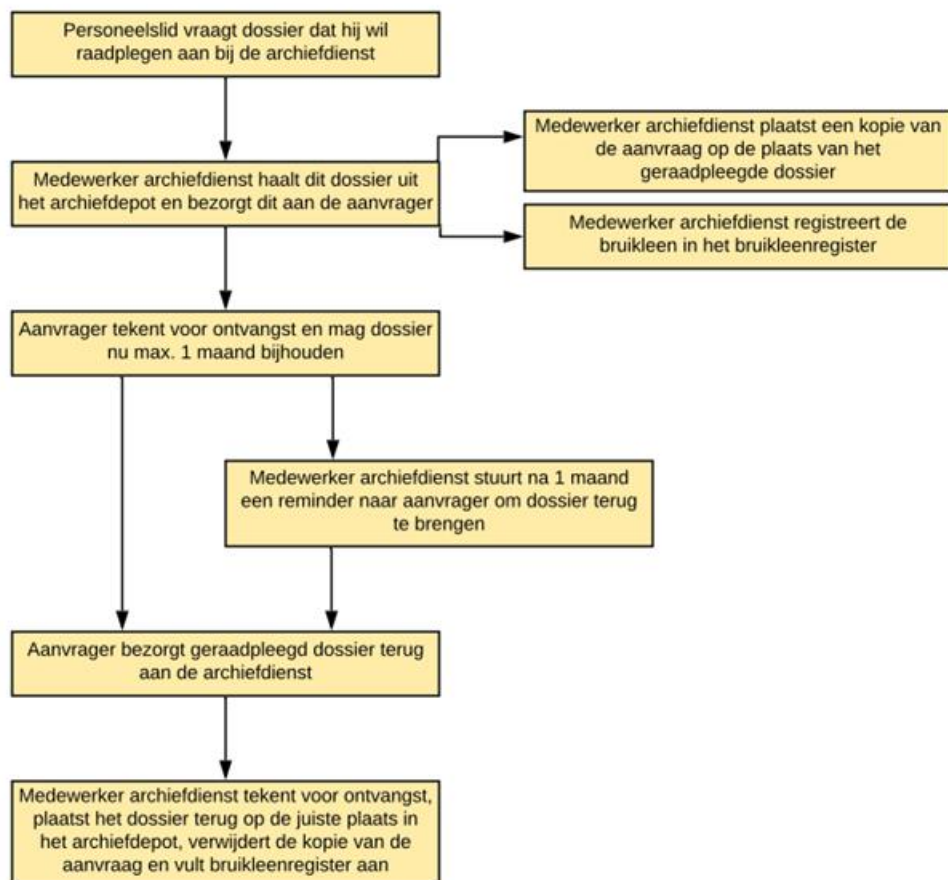 Personeelslid vraagt dossier dat hij wil
raadplegen aan bij de archiefdienst
Medewerker archiefdienst haalt dit dossier uit
het archiefdepot en bezorgt dit aan de aanvrager
Medewerker archiefdienst plaatst een kopie van
de aanvraag op de plaats van het
geraadpleegde dossier
Medewerker archiefdienst registreert de
bruikleen in het bruikleenregister
Aanvrager tekent voor ontvangst en mag dossier
nu max. 1 maand bijhouden
Medewerker archiefdienst stuurt na 1 maand
een reminder naar aanvrager om dossier terug
te brengen
Aanvrager bezorgt geraadpleegd dossier terug
aan de archiefdienst
Medewerker archiefdienst tekent voor ontvangst,
plaatst het dossier terug op de juiste plaats in
het archiefdepot, verwijdert de kopie van de
aanvraag en vult bruikleenregister aan